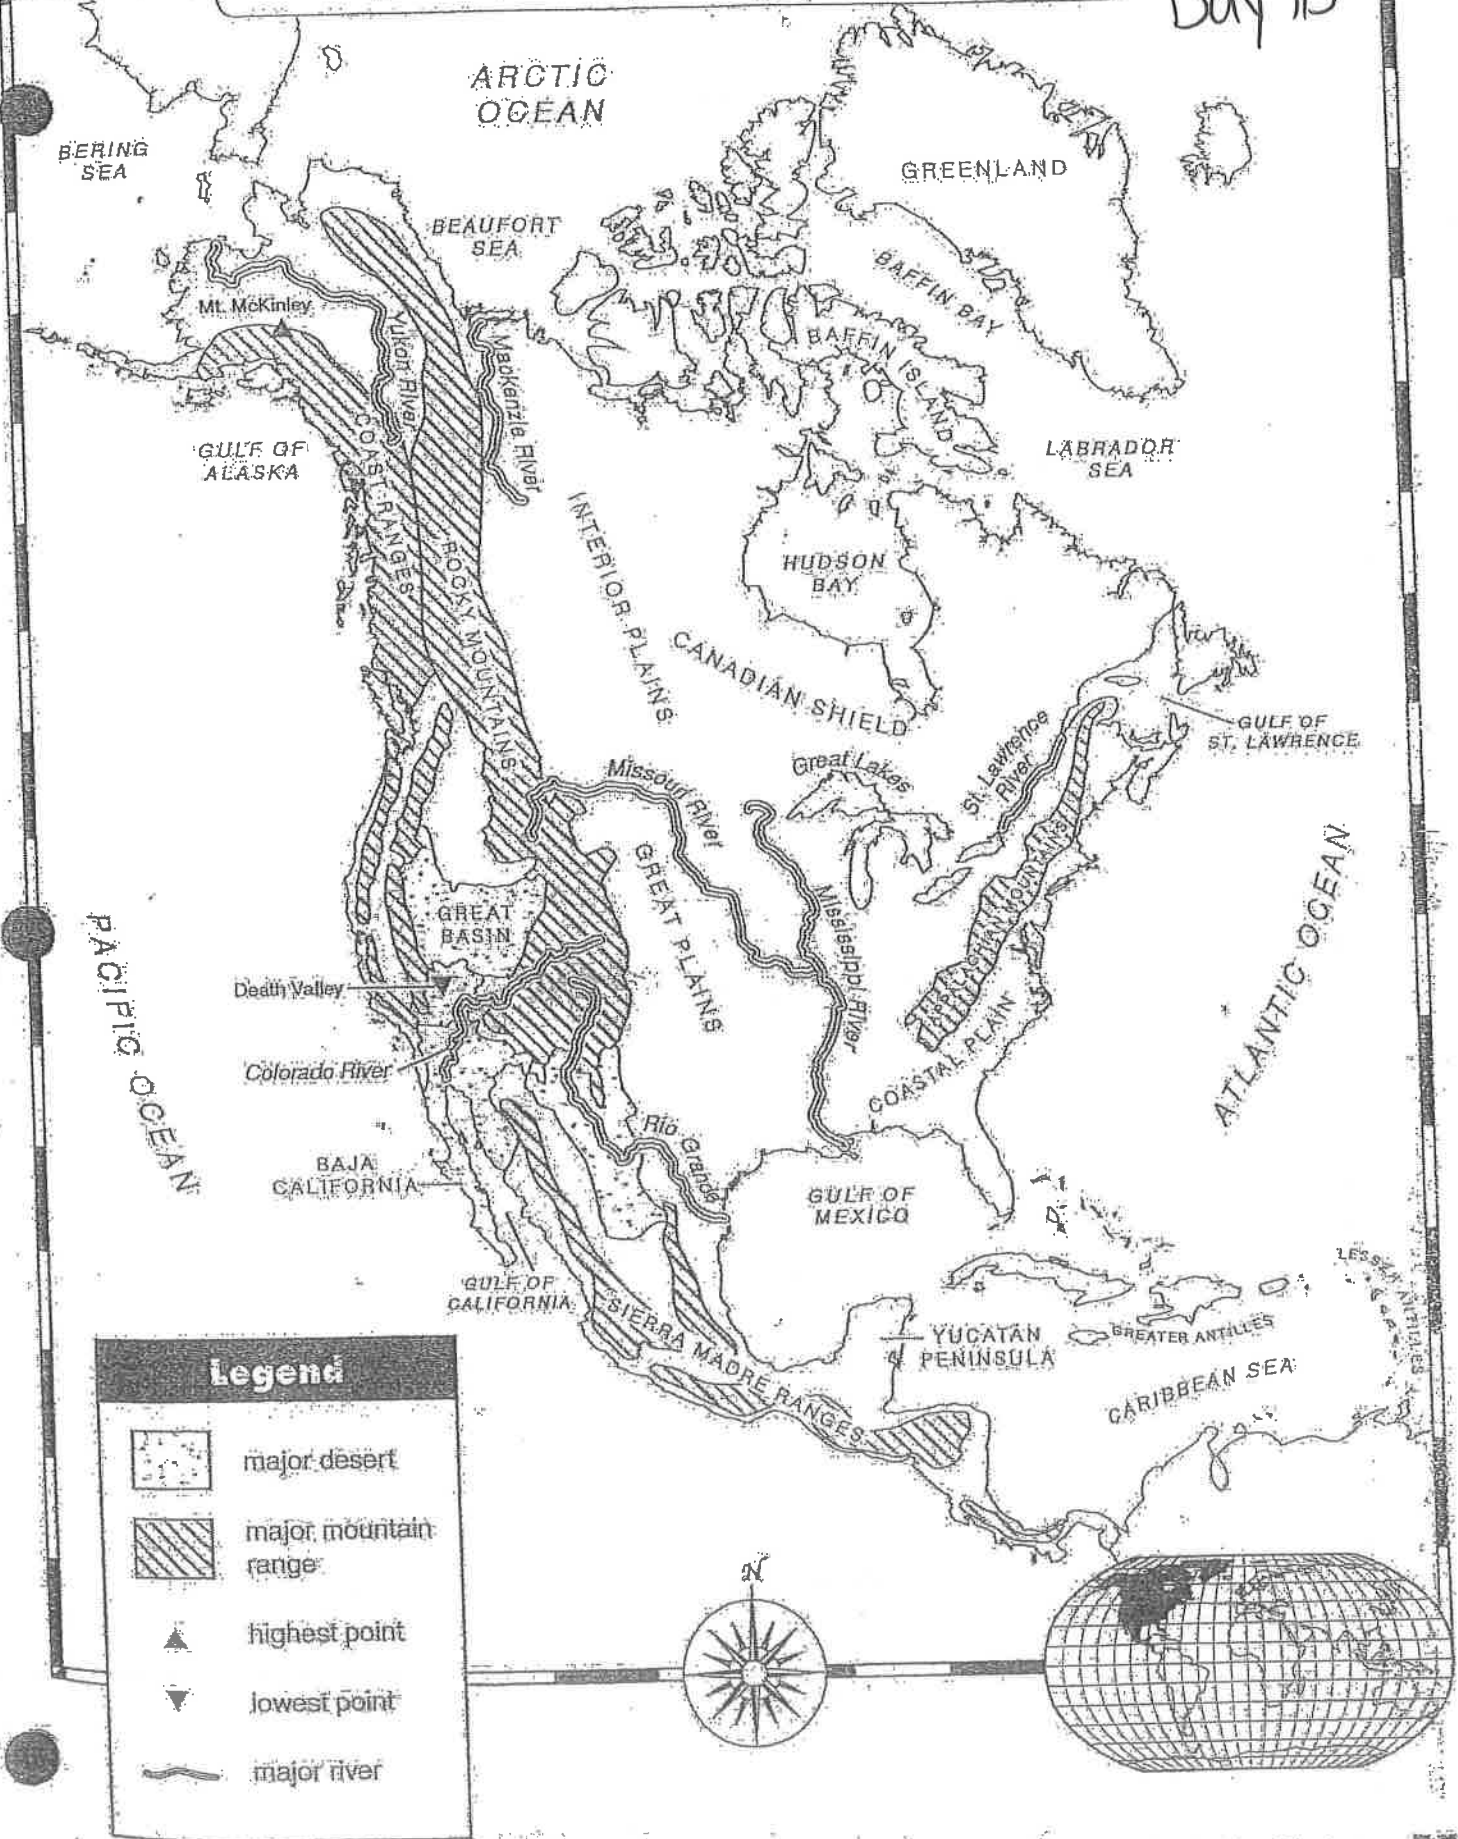 Day 1B
ARCTIC
OCEAN
BERING
SEA
GREENLAND
BEAUFORT
SEA
BAFFIN BAY
Mt. McKinley
Yukon River
Mackenzie River
BAFFIN ISLAND
GULF OF
ALASKA
COAST RANGES
LABRADOR
SEA
INTERIOR PLAINS
ROCKY MOUNTAINS
HUDSON
BAY
CANADIAN SHIELD
GULF OF
ST. LAWRENCE
St. Lawrence
River
Great Lakes
Missouri River
GREAT PLAINS
Mississippi River
APPALACHIAN MOUNTAINS
GREAT
BASIN
PACIFIC OCEAN
ATLANTIC OCEAN
Death Valley
COASTAL PLAIN
Colorado River
Rio Grande
BAJA
CALIFORNIA
GULF OF
MEXICO
GULF OF
CALIFORNIA
LESSER ANTILLES
SIERRA MADRE RANGES
YUCATAN
PENINSULA
GREATER ANTILLES
CARIBBEAN SEA
Legend
major desert
major mountain
range
highest point
lowest point
major river
N